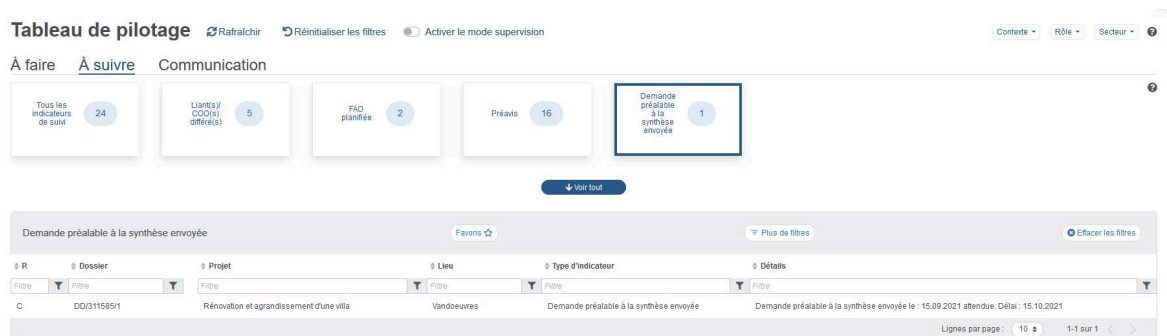 Tableau de pilotage Rafraîchir Réinitialiser les filtres Activer le mode supervision Contexte Rôle Secteur
À faire À suivre Communication
Tous les indicateurs de suivi 24
Liant(s)/ COO(s) différé(s) 5
FAO planifiée 2
Préavis 16
Demande préalable à la synthèse envoyée 1
Voir tout
Demande préalable à la synthèse envoyée Favoris Plus de filtres Effacer les filtres
P. Dossier Projet Lieu Type d'indicateur Détails
Filtre Filtre Filtre Filtre Filtre Filtre
C DD/311585/1 Rénovation et agrandissement d'une villa Vandoeuvres Demande préalable à la synthèse envoyée Demande préalable à la synthèse envoyée le : 15.09.2021 attendue. Délai : 15.10.2021
Lignes par page : 10 1-1 sur 1